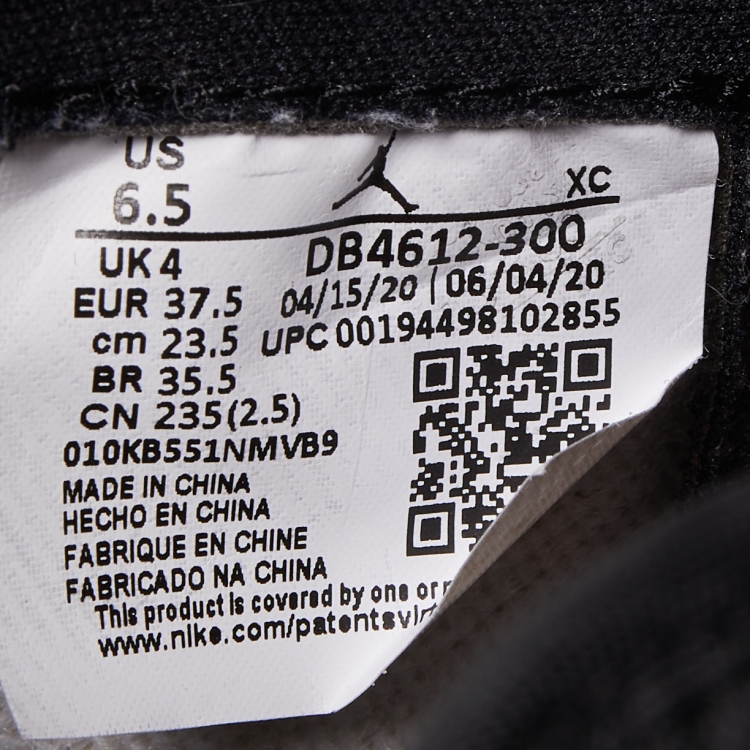 US
6.5
XC
UK 4
DB4612-300
EUR 37.5
04/15/20 | 06/04/20
cm 23.5
UPC 00194498102855
BR 35.5
CN 235(2.5)
010KB551NMVB9
MADE IN CHINA
HECHO EN CHINA
FABRIQUE EN CHINE
FABRICADO NA CHINA
This product is covered by one or
www.nike.com/patents